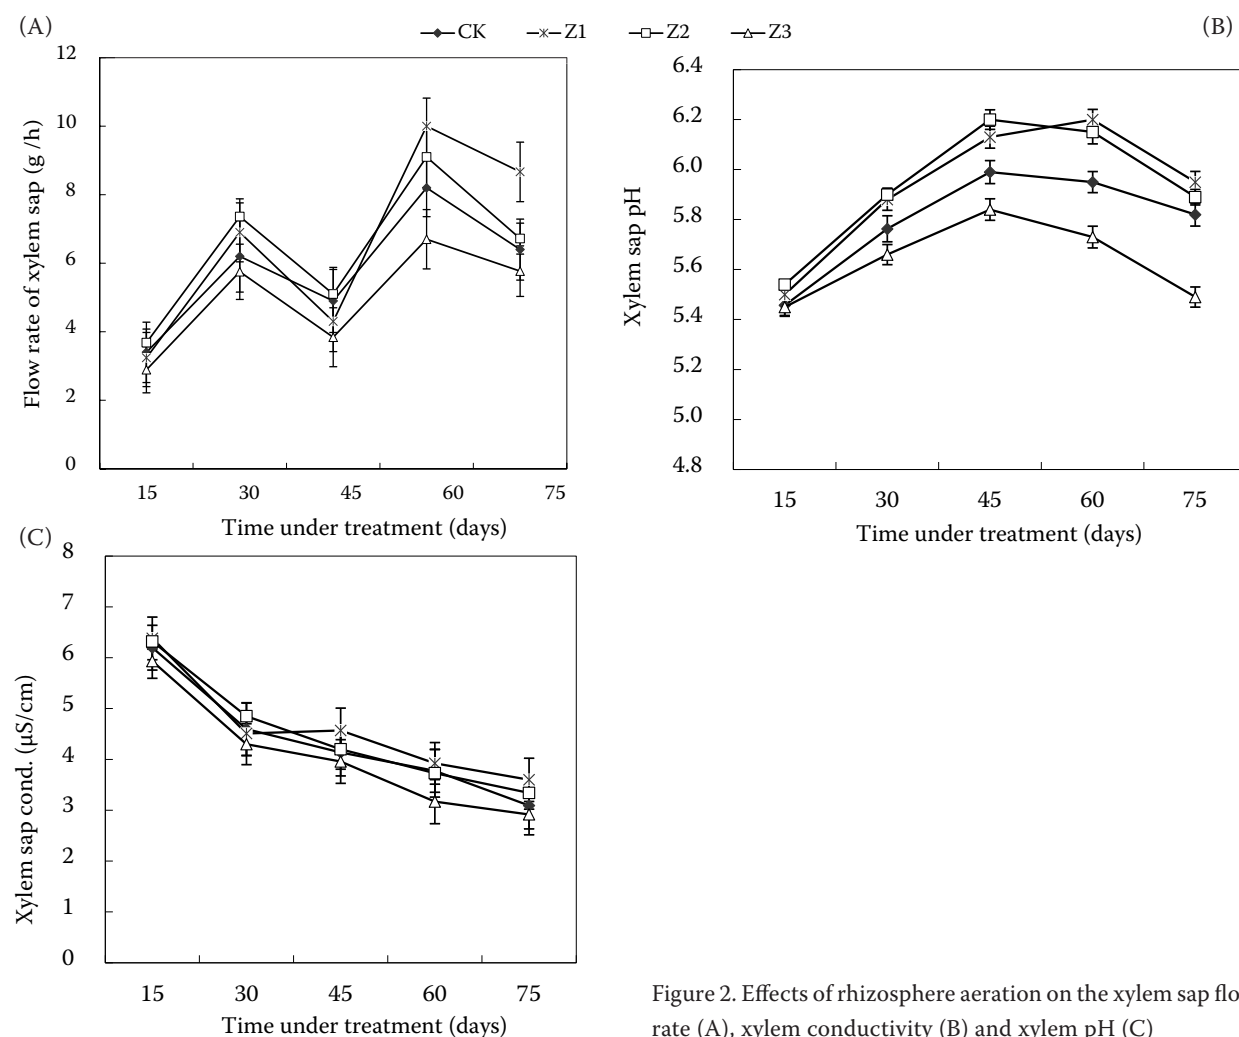 (A)
CK Z1 Z2 Z3
(B)
12
10
8
6
4
2
0
Flow rate of xylem sap (g /h)
15 30 45 60 75
Time under treatment (days)
6.4
6.2
6.0
5.8
5.6
5.4
5.2
5.0
4.8
Xylem sap pH
15 30 45 60 75
Time under treatment (days)
(C)
8
7
6
5
4
3
2
1
0
Xylem sap cond. (µS/cm)
15 30 45 60 75
Time under treatment (days)
Figure 2. Effects of rhizosphere aeration on the xylem sap flo
rate (A), xylem conductivity (B) and xylem pH (C)